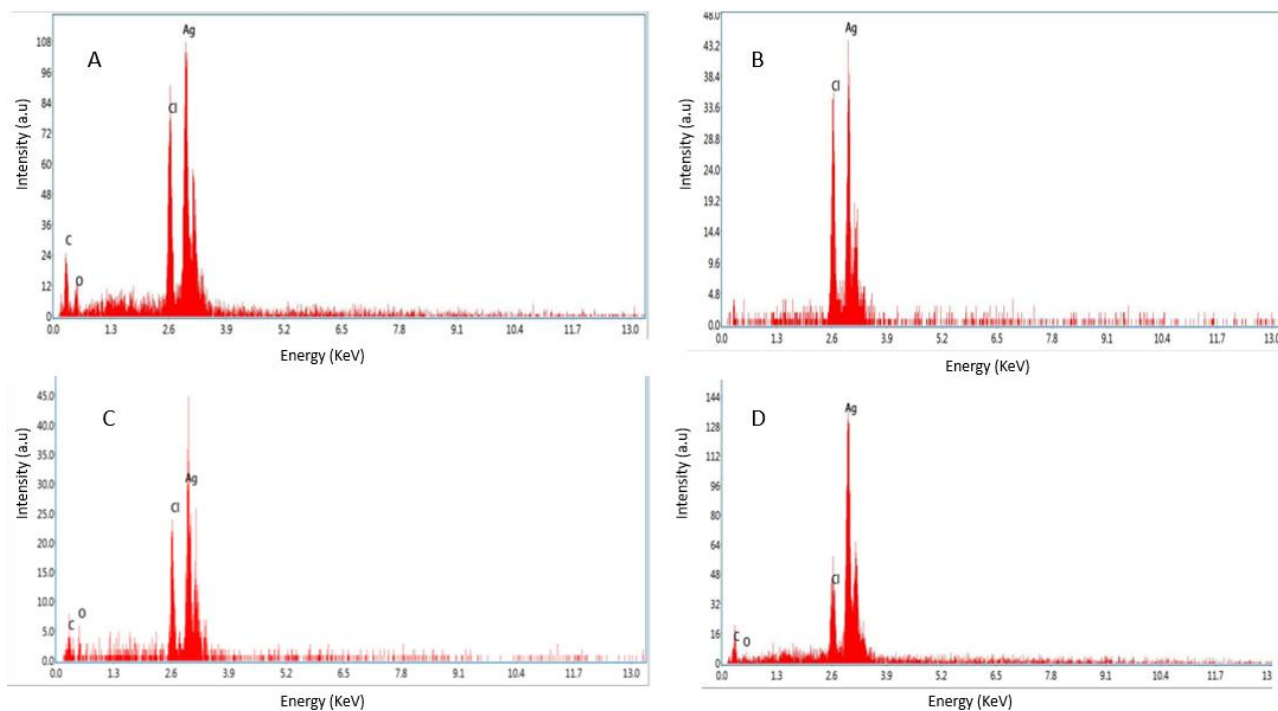 A
Intensity (a.u)
108
96
84
72
60
48
36
24
12
0
Ag
Cl
C
O
0.0 1.3 2.6 3.9 5.2 6.5 7.8 9.1 10.4 11.7 13.0
Energy (KeV)
B
Intensity (a.u)
48.0
43.2
38.4
33.6
28.8
24.0
19.2
14.4
9.6
4.8
0.0
Ag
Cl
0.0 1.3 2.6 3.9 5.2 6.5 7.8 9.1 10.4 11.7 13.0
Energy (KeV)
C
Intensity (a.u)
45.0
40.0
35.0
30.0
25.0
20.0
15.0
10.0
5.0
0.0
Ag
Cl
O
C
0.0 1.3 2.6 3.9 5.2 6.5 7.8 9.1 10.4 11.7 13.0
Energy (KeV)
D
Intensity (a.u)
144
128
112
96
80
64
48
32
16
0
Ag
Cl
C
O
0.0 1.3 2.6 3.9 5.2 6.5 7.8 9.1 10.4 11.7 13
Energy (KeV)